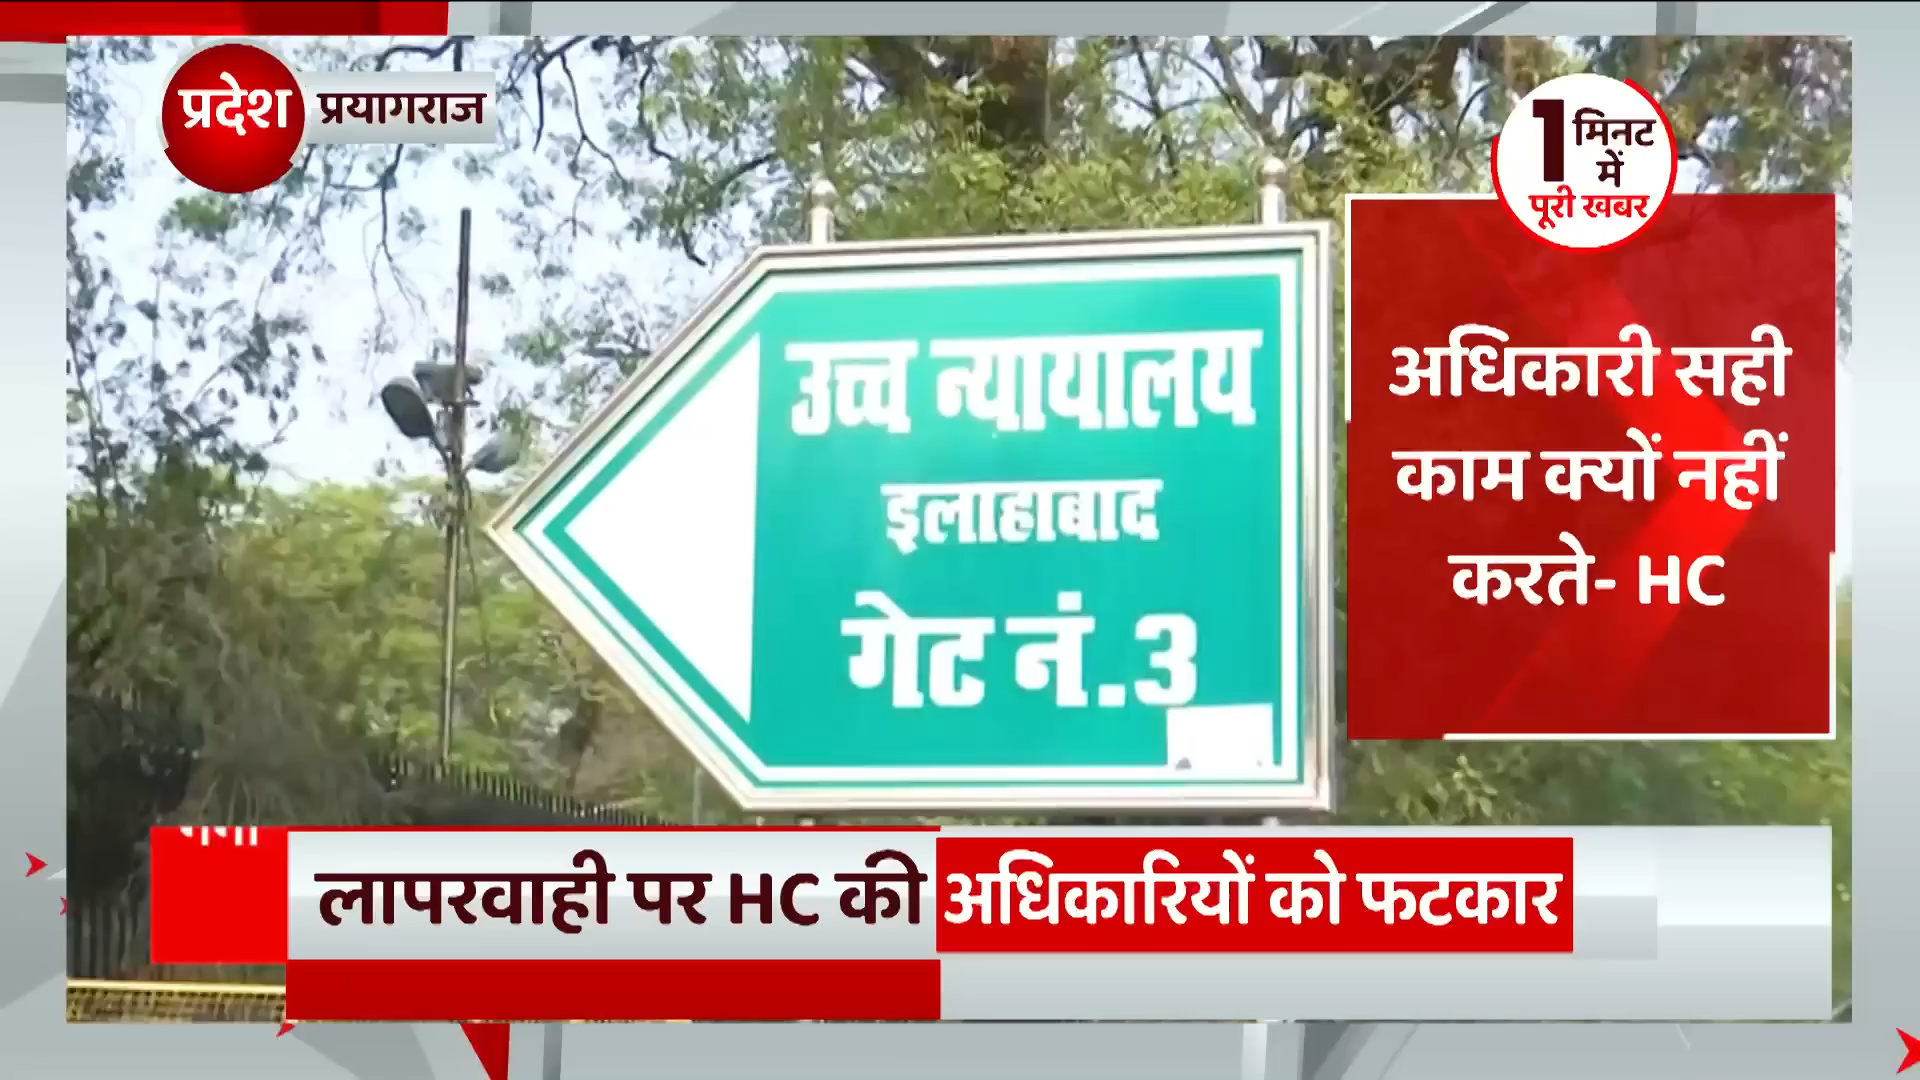 प्रदेश
प्रयागराज
1 मिनट
में
पूरी खबर
उच्च न्यायालय
इलाहाबाद
गेट नं.3
अधिकारी सही
काम क्यों नहीं
करते- HC
लापरवाही पर HC की अधिकारियों को फटकार